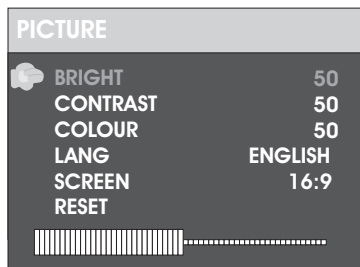 PICTURE
BRIGHT 50
CONTRAST 50
COLOUR 50
LANG ENGLISH
SCREEN 16:9
RESET